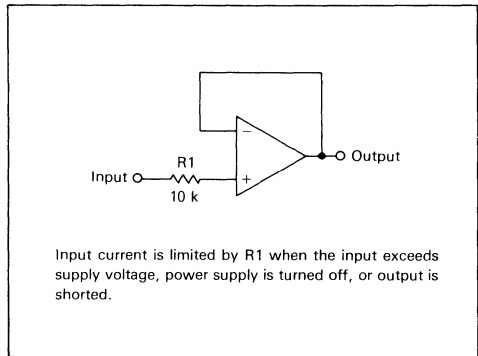 R1
Input
10 k
−
+
Output
Input current is limited by R1 when the input exceeds
supply voltage, power supply is turned off, or output is
shorted.